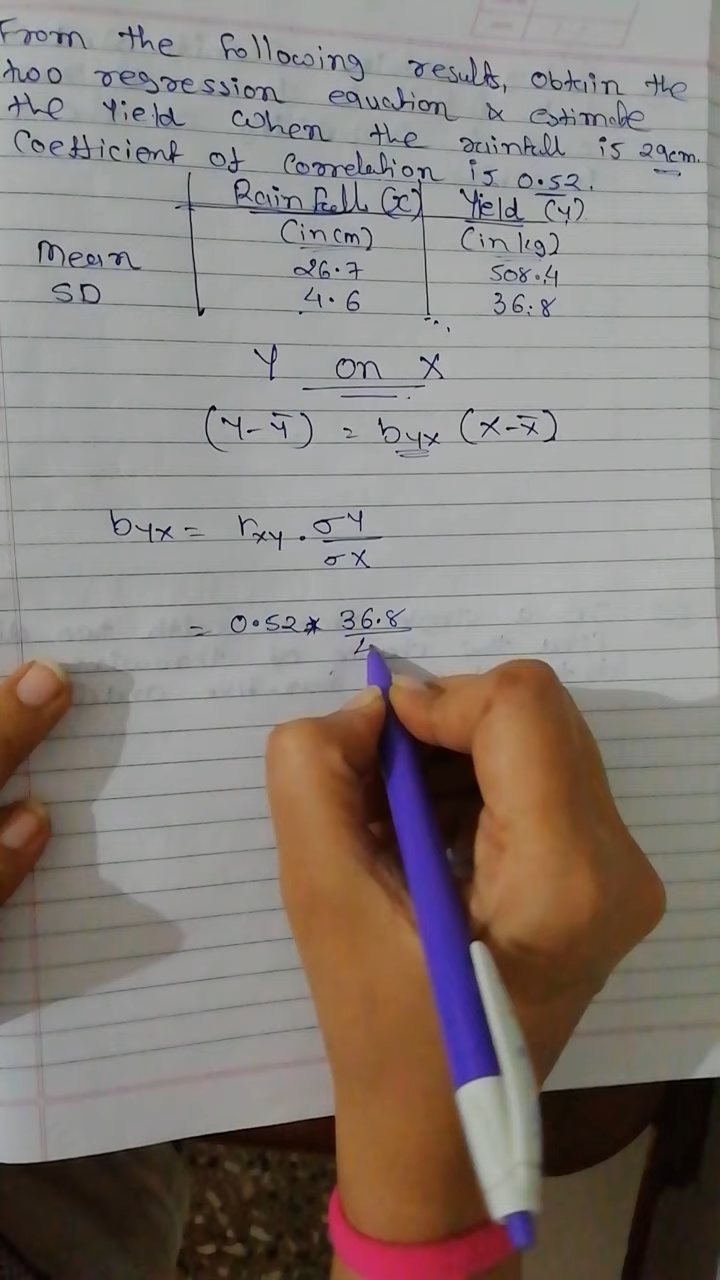 From the following results, obtain the
two regression equation & estimate
the yield when the rainfall is 29cm.
Coefficient of correlation is 0.52.
Rain Fall (x) Yield (y)
(in cm) (in kg)
Mean 26.7 508.4
SD 4.6 36.8
Y on X
(Y-Ȳ) = byx (X-X̄)
byx = rxy . σY/σX
= 0.52 * 36.8/4